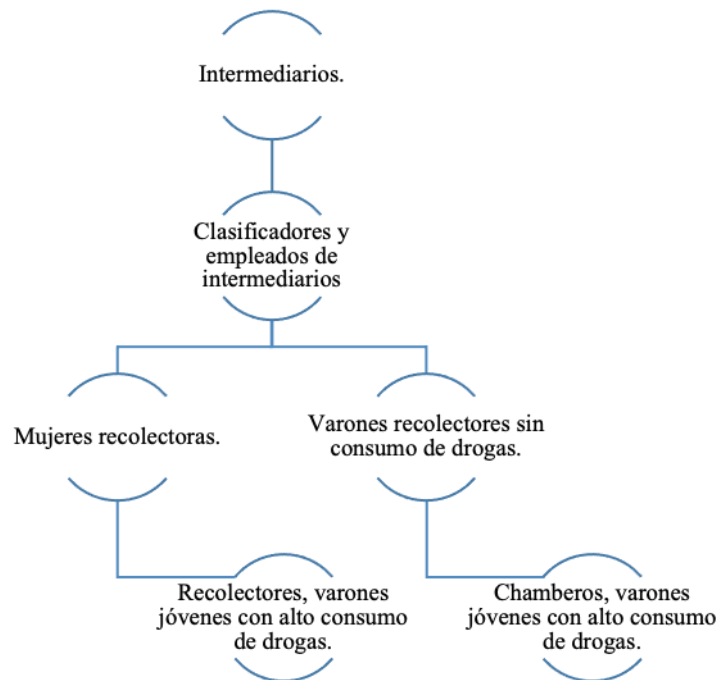 Intermediarios.
Clasificadores y
empleados de
intermediarios
Mujeres recolectoras.
Varones recolectores sin
consumo de drogas.
Recolectores, varones
jóvenes con alto consumo
de drogas.
Chamberos, varones
jóvenes con alto consumo
de drogas.